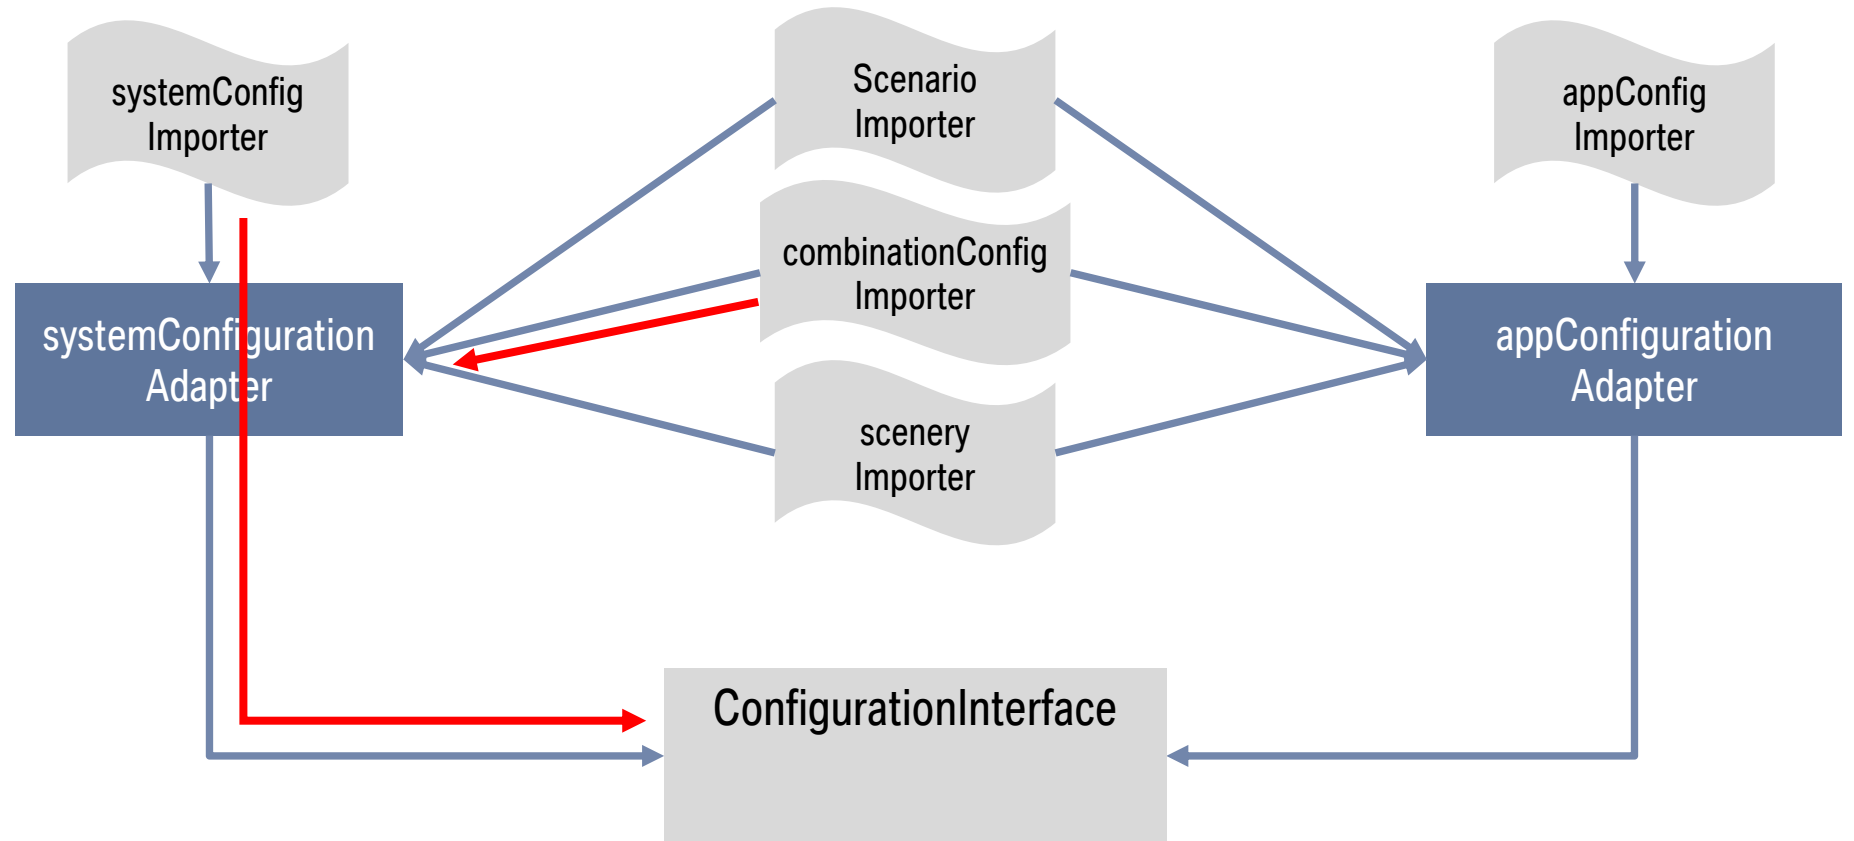 systemConfig
Importer
Scenario
Importer
appConfig
Importer
combinationConfig
Importer
systemConfiguration
Adapter
appConfiguration
Adapter
scenery
Importer
ConfigurationInterface